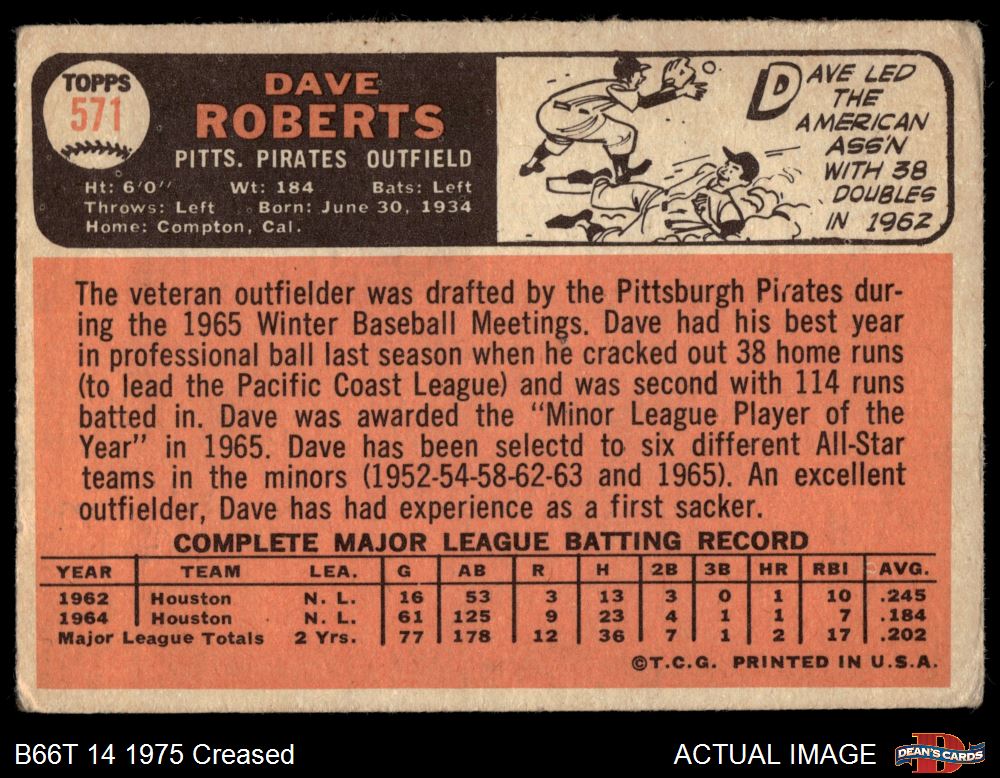 TOPPS
571
DAVE
ROBERTS
PITTS. PIRATES OUTFIELD
Ht: 6'0" Wt: 184 Bats: Left
Throws: Left Born: June 30, 1934
Home: Compton, Cal.
DAVE LED
THE
AMERICAN
ASS'N
WITH 38
DOUBLES
IN 1962
The veteran outfielder was drafted by the Pittsburgh Pirates dur-
ing the 1965 Winter Baseball Meetings. Dave had his best year
in professional ball last season when he cracked out 38 home runs
(to lead the Pacific Coast League) and was second with 114 runs
batted in. Dave was awarded the "Minor League Player of the
Year" in 1965. Dave has been selectd to six different All-Star
teams in the minors (1952-54-58-62-63 and 1965). An excellent
outfielder, Dave has had experience as a first sacker.
COMPLETE MAJOR LEAGUE BATTING RECORD
YEAR TEAM LEA. G AB R H 2B 3B HR RBI AVG.
1962 Houston N. L. 16 53 3 13 3 0 1 10 .245
1964 Houston N. L. 61 125 9 23 4 1 1 7 .184
Major League Totals 2 Yrs. 77 178 12 36 7 1 2 17 .202
©T.C.G. PRINTED IN U.S.A.
B66T 14 1975 Creased
ACTUAL IMAGE
DEAN'S CARDS